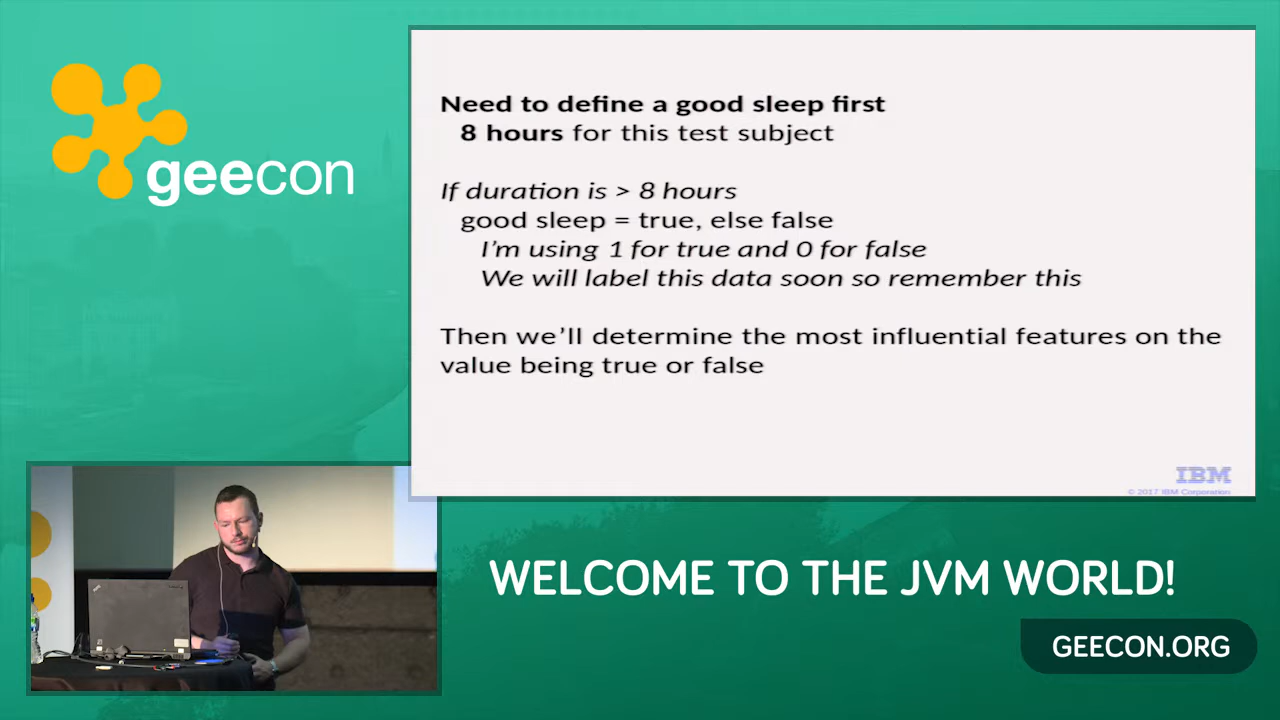 geecon
Need to define a good sleep first
8 hours for this test subject
If duration is > 8 hours
good sleep = true, else false
I'm using 1 for true and 0 for false
We will label this data soon so remember this
Then we'll determine the most influential features on the
value being true or false
IBM
© 2017 IBM Corporation
WELCOME TO THE JVM WORLD!
GEECON.ORG